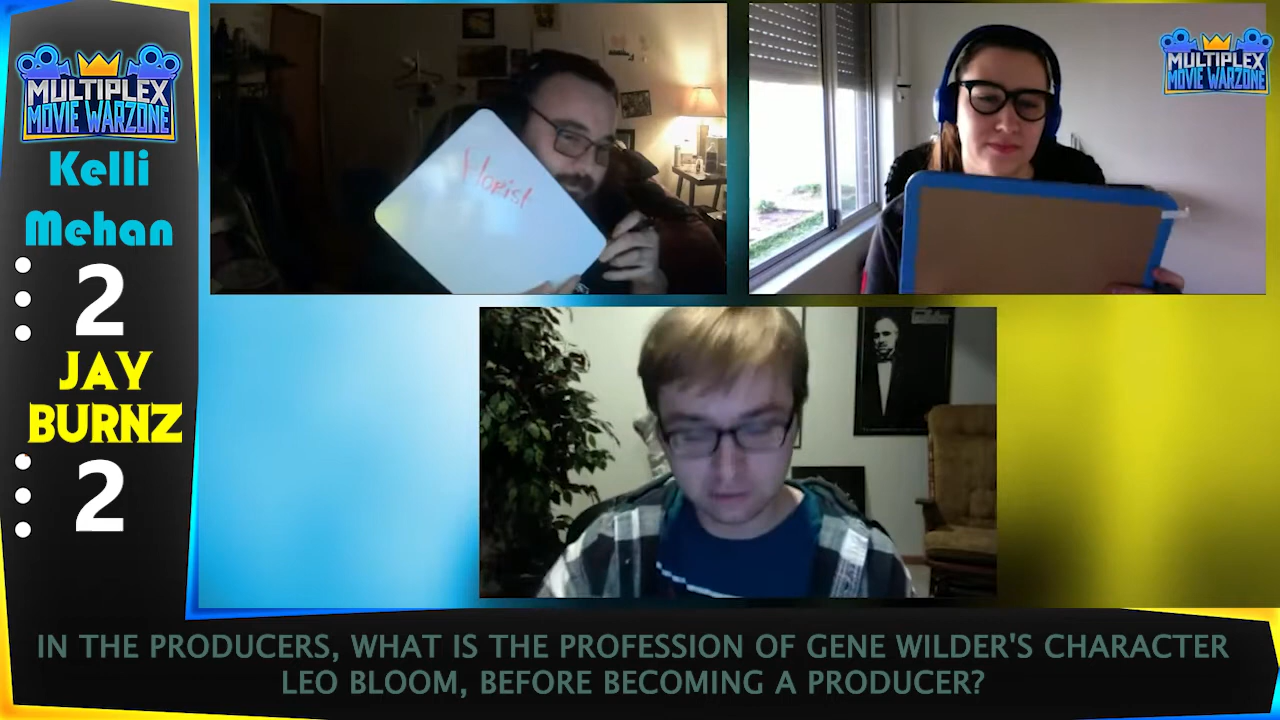 MULTIPLEX
MOVIE WARZONE
Kelli
Mehan
2
JAY
BURNZ
2
Florist
MULTIPLEX
MOVIE WARZONE
IN THE PRODUCERS, WHAT IS THE PROFESSION OF GENE WILDER'S CHARACTER
LEO BLOOM, BEFORE BECOMING A PRODUCER?